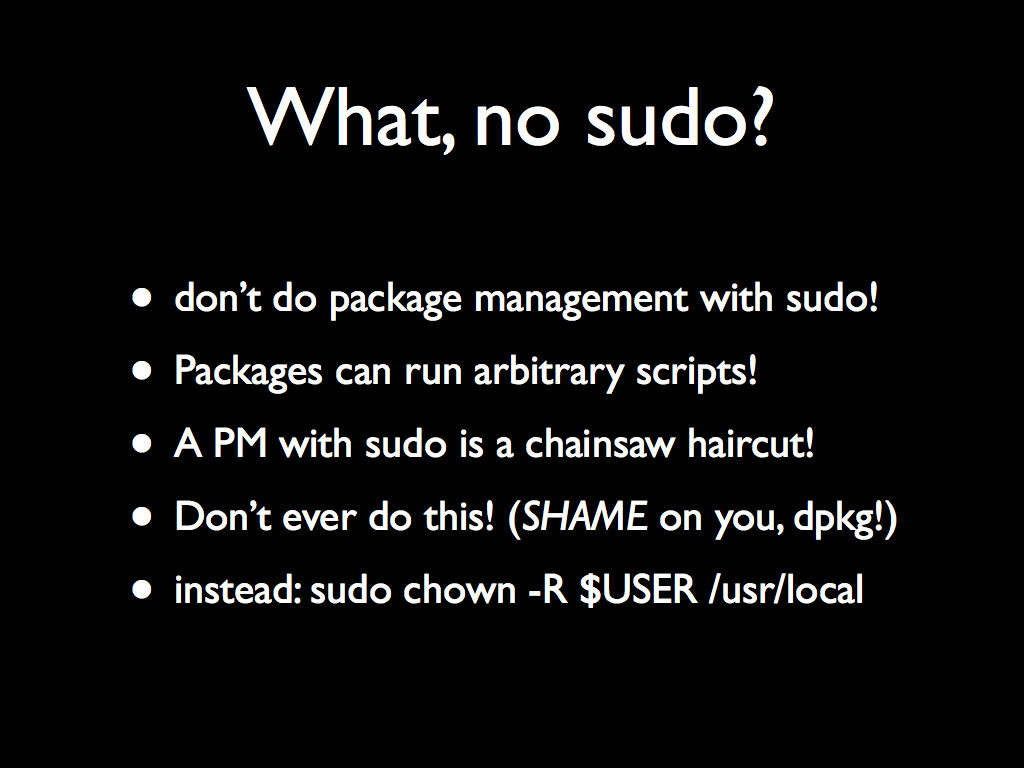 What, no sudo?
• don’t do package management with sudo!
• Packages can run arbitrary scripts!
• A PM with sudo is a chainsaw haircut!
• Don’t ever do this! (SHAME on you, dpkg!)
• instead: sudo chown -R $USER /usr/local